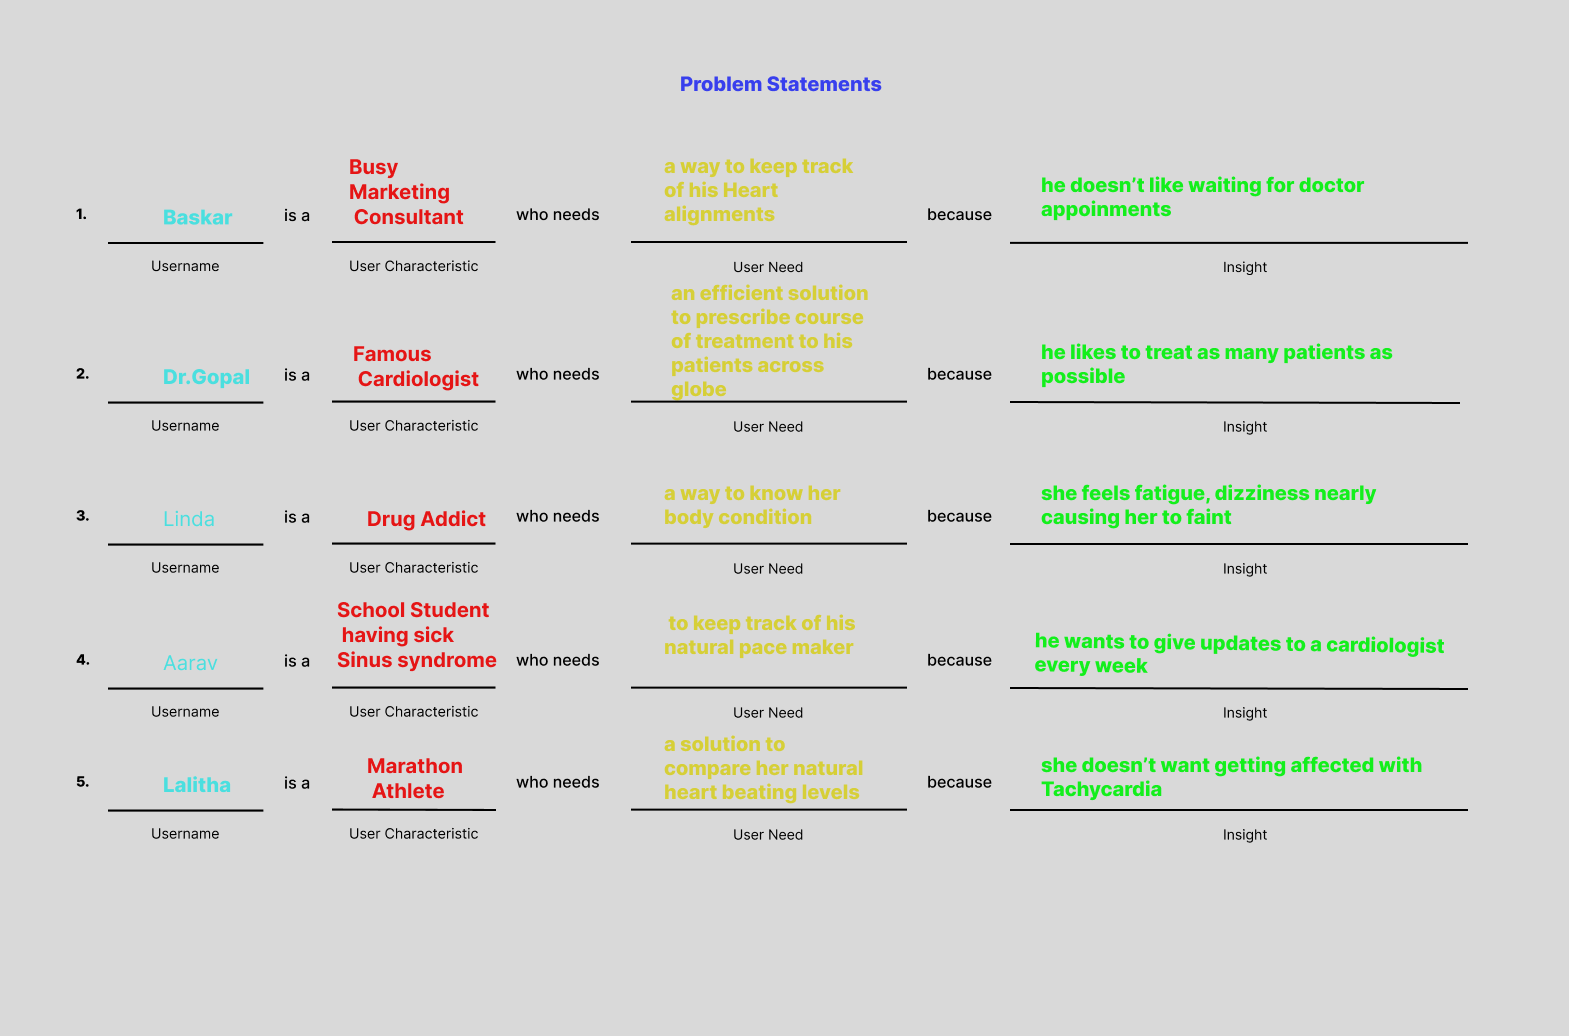 Problem Statements
1.
Baskar
Username
is a
Busy
Marketing
Consultant
User Characteristic
who needs
a way to keep track
of his Heart
alignments
User Need
because
he doesn't like waiting for doctor
appoinments
Insight
2.
Dr.Gopal
Username
is a
Famous
Cardiologist
User Characteristic
who needs
an efficient solution
to prescribe course
of treatment to his
patients across
globe
User Need
because
he likes to treat as many patients as
possible
Insight
3.
Linda
Username
is a
Drug Addict
User Characteristic
who needs
a way to know her
body condition
User Need
because
she feels fatigue, dizziness nearly
causing her to faint
Insight
4.
Aarav
Username
is a
School Student
having sick
Sinus syndrome
User Characteristic
who needs
to keep track of his
natural pace maker
User Need
because
he wants to give updates to a cardiologist
every week
Insight
5.
Lalitha
Username
is a
Marathon
Athlete
User Characteristic
who needs
a solution to
compare her natural
heart beating levels
User Need
because
she doesn't want getting affected with
Tachycardia
Insight